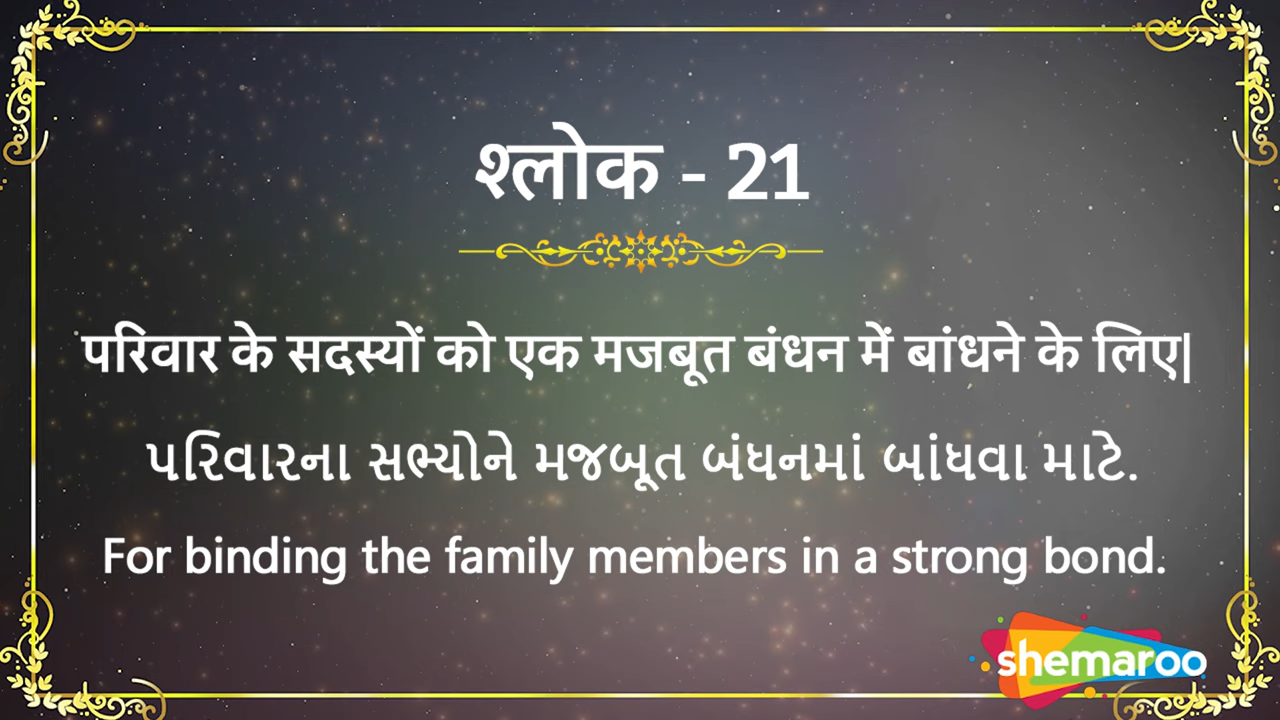 श्लोक - 21
परिवार के सदस्यों को एक मजबूत बंधन में बांधने के लिए|
પરિવારના સભ્યોને મજબૂત બંધનમાં બાંધવા માટે.
For binding the family members in a strong bond.
shemaroo